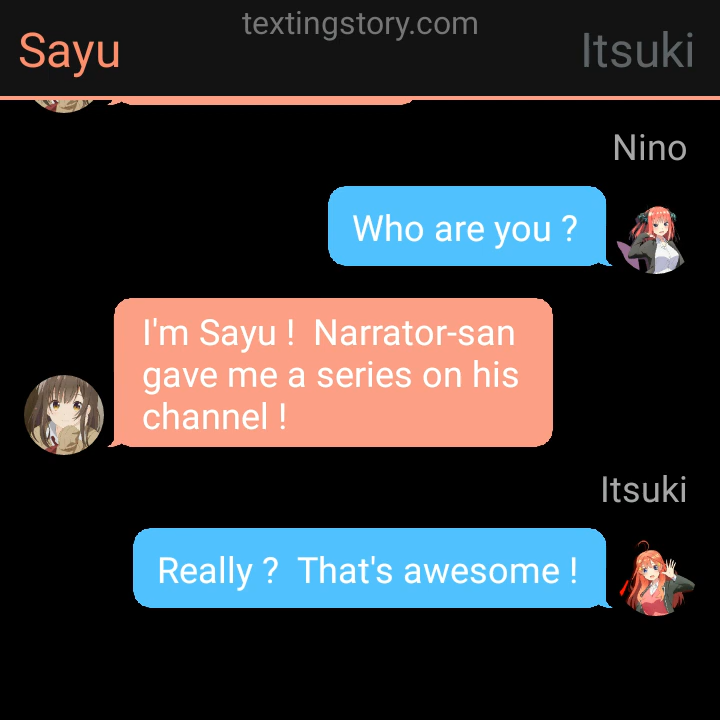 textingstory.com
Sayu
Itsuki
Nino
Who are you ?
I'm Sayu !  Narrator-san
gave me a series on his
channel !
Itsuki
Really ?  That's awesome !